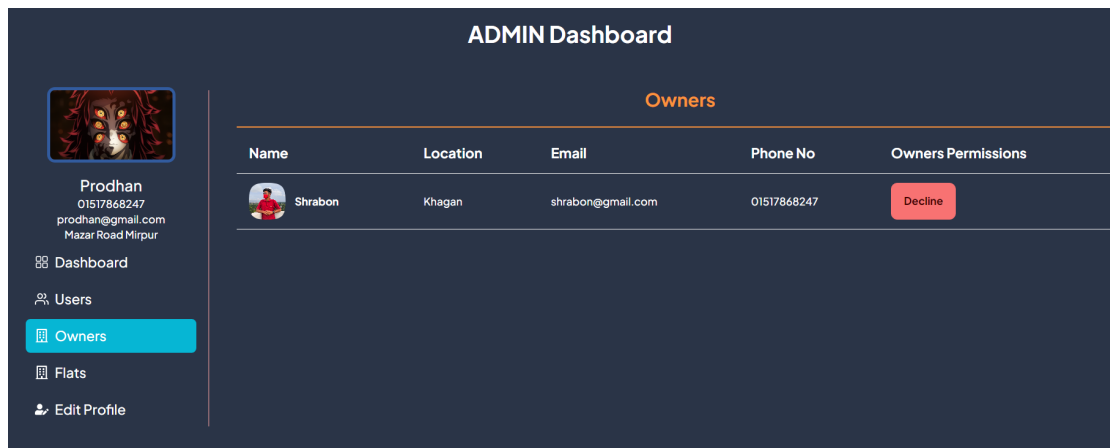 ADMIN Dashboard
Prodhan
01517868247
prodhan@gmail.com
Mazar Road Mirpur
Dashboard
Users
Owners
Flats
Edit Profile
Owners
Name Location Email Phone No Owners Permissions
Shrabon Khagan shrabon@gmail.com 01517868247 Decline